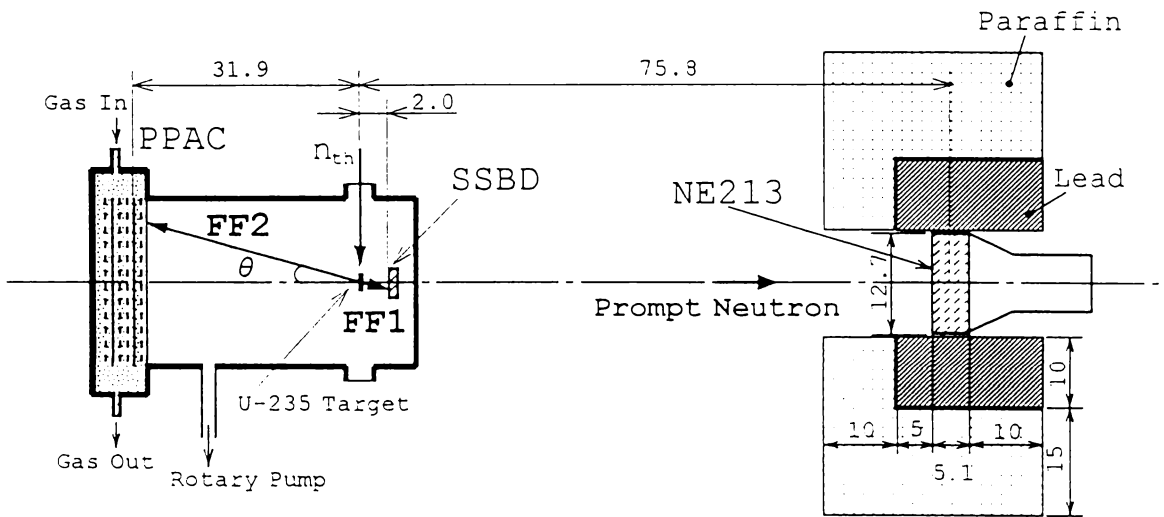 Paraffin
31.9
75.8
2.0
Gas In
PPAC
n_th
SSBD
NE213
Lead
FF2
θ
12.7
FF1
Prompt Neutron
U-235 Target
10
10
5
10
5.1
15
Gas Out
Rotary Pump